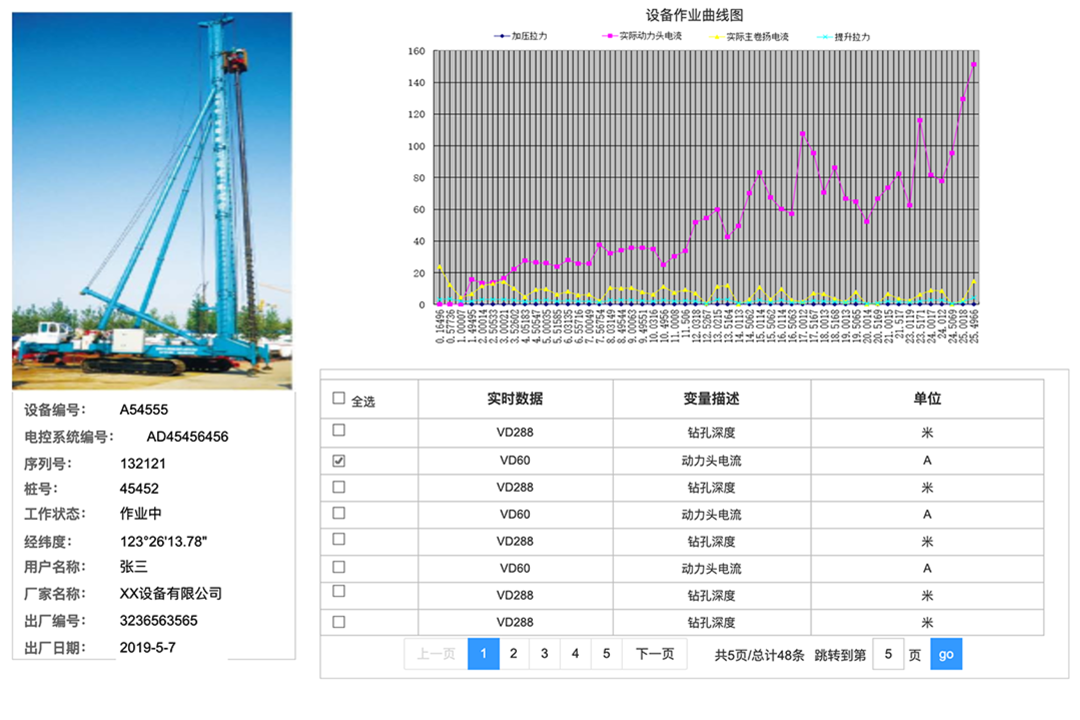 设备作业曲线图
加压拉力 实际动力头电流 实际主卷扬电流 提升拉力
160
140
120
100
80
60
40
20
0
0.16496
0.57736
1.00007
1.49495
2.00014
2.50533
3.00021
3.52602
4.05183
4.50547
5.00035
5.51585
6.03135
6.55716
7.00049
7.56754
8.03149
8.49544
9.00063
9.49551
10.0316
10.4956
11.0008
11.506
12.0318
12.5267
13.0215
13.5164
14.0113
14.5062
15.0114
15.5062
16.0114
16.5063
17.0012
17.5167
18.0013
18.5168
19.0013
19.5065
20.0014
20.5169
21.0015
21.517
22.0119
23.5171
24.0017
24.012
24.5069
25.0018
25.4966
设备编号： A54555
电控系统编号： AD45456456
序列号： 132121
桩号： 45452
工作状态： 作业中
经纬度： 123°26'13.78"
用户名称： 张三
厂家名称： XX设备有限公司
出厂编号： 3236563565
出厂日期： 2019-5-7
全选 实时数据 变量描述 单位
VD288 钻孔深度 米
VD60 动力头电流 A
VD288 钻孔深度 米
VD60 动力头电流 A
VD288 钻孔深度 米
VD60 动力头电流 A
VD288 钻孔深度 米
VD288 钻孔深度 米
上一页 1 2 3 4 5 下一页 共5页/总计48条 跳转到第 5 页 go